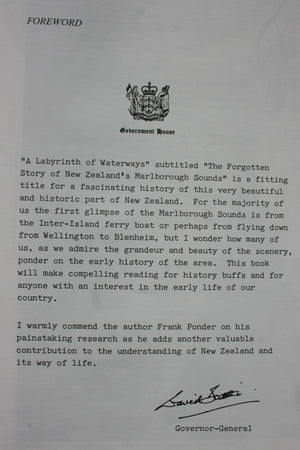 FOREWORD
Government House
"A Labyrinth of Waterways" subtitled "The Forgotten
Story of New Zealand's Marlborough Sounds" is a fitting
title for a fascinating history of this very beautiful
and historic part of New Zealand. For the majority of
us the first glimpse of the Marlborough Sounds is from
the Inter-Island ferry boat or perhaps from flying down
from Wellington to Blenheim, but I wonder how many of
us, as we admire the grandeur and beauty of the scenery,
ponder on the early history of the area. This book
will make compelling reading for history buffs and for
anyone with an interest in the early life of our
country.
I warmly commend the author Frank Ponder on his
painstaking research as he adds another valuable
contribution to the understanding of New Zealand and
its way of life.
David
Governor-General